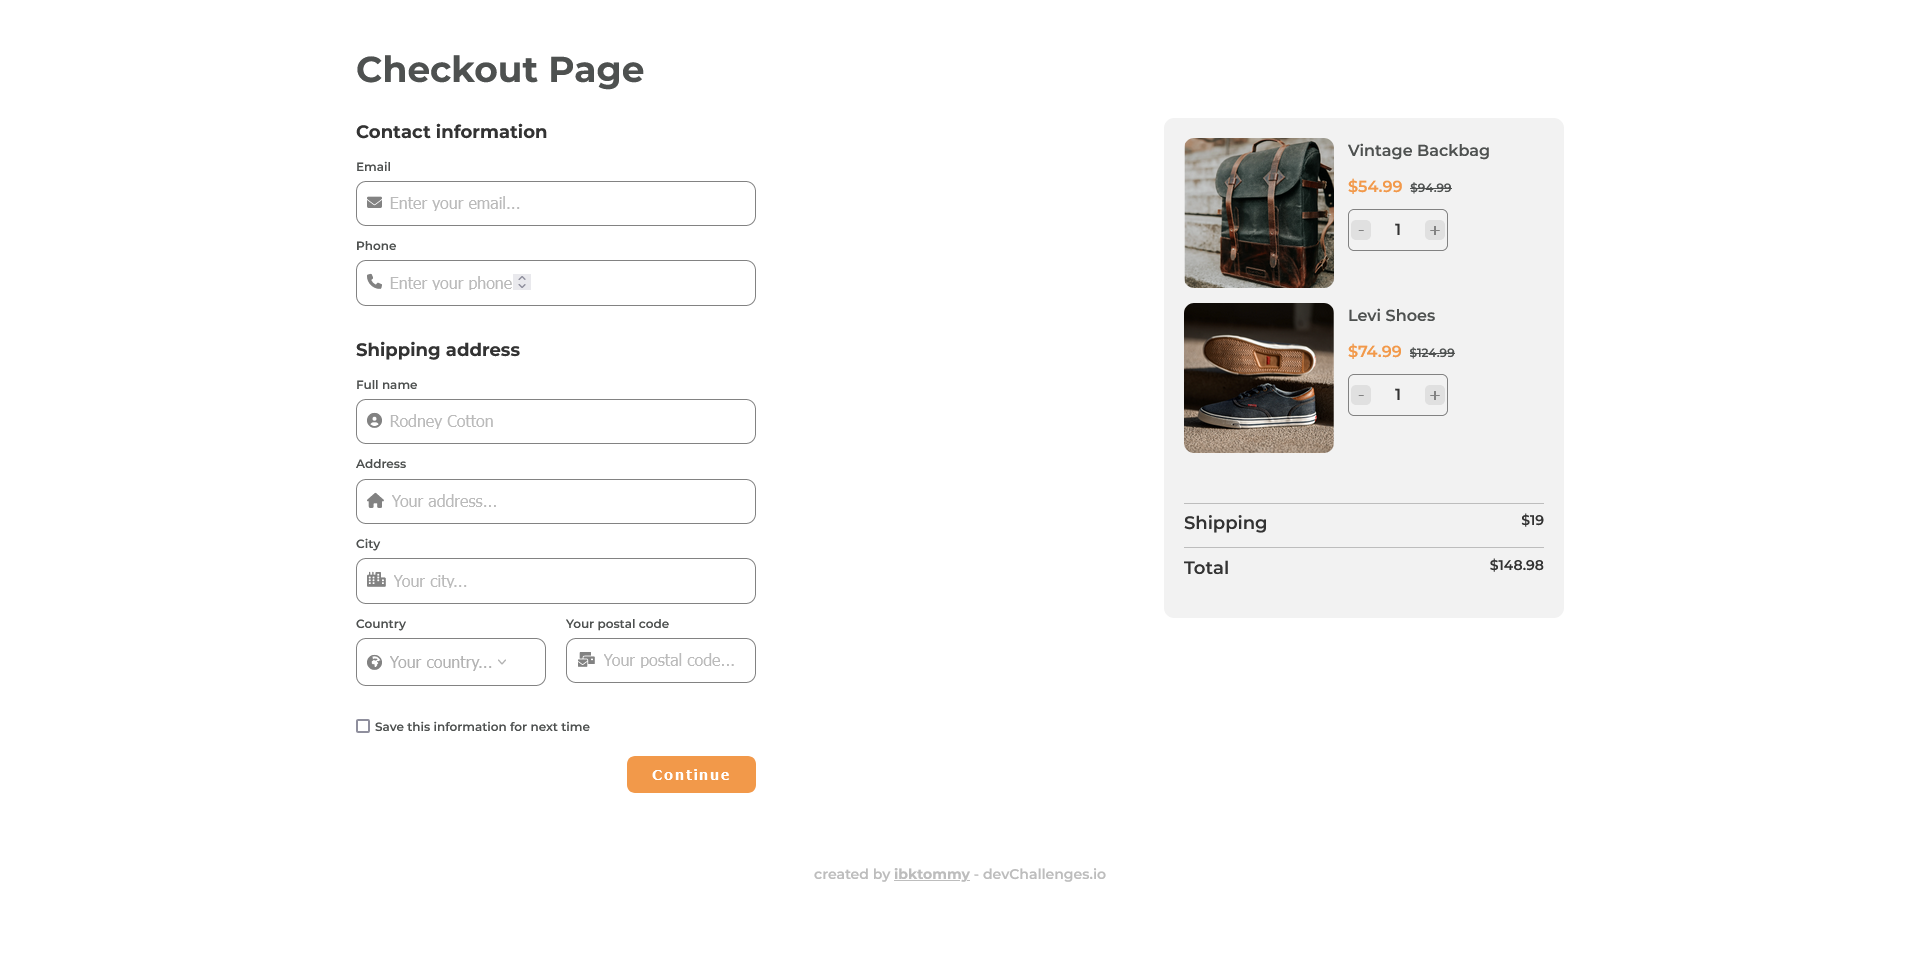 Checkout Page
Contact information
Email
Enter your email...
Phone
Enter your phone
Shipping address
Full name
Rodney Cotton
Address
Your address...
City
Your city...
Country
Your postal code
Your country...
Your postal code...
Save this information for next time
Continue
Vintage Backbag
$54.99 $94.99
- 1 +
Levi Shoes
$74.99 $124.99
- 1 +
Shipping $19
Total $148.98
created by ibktommy - devChallenges.io